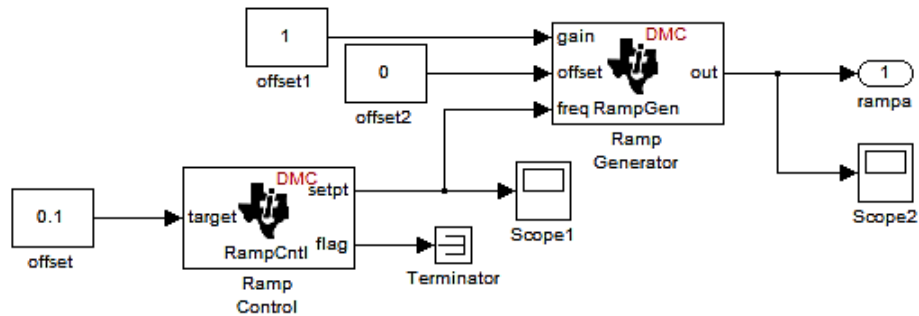 1
offset1
0
offset2
DMC
gain
offset
out
freq RampGen
Ramp
Generator
1
rampa
Scope2
0.1
offset
DMC
setpt
target
flag
RampCntl
Ramp
Control
Scope1
Terminator